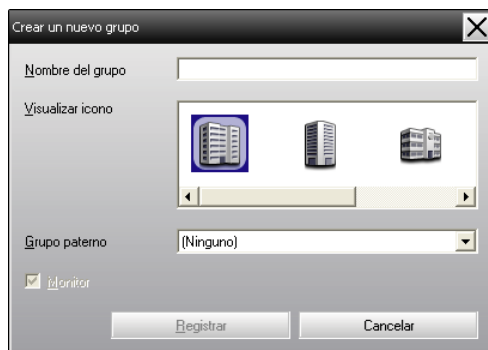 Crear un nuevo grupo
Nombre del grupo
Visualizar icono
Grupo paterno
(Ninguno)
Monitor
Registrar
Cancelar